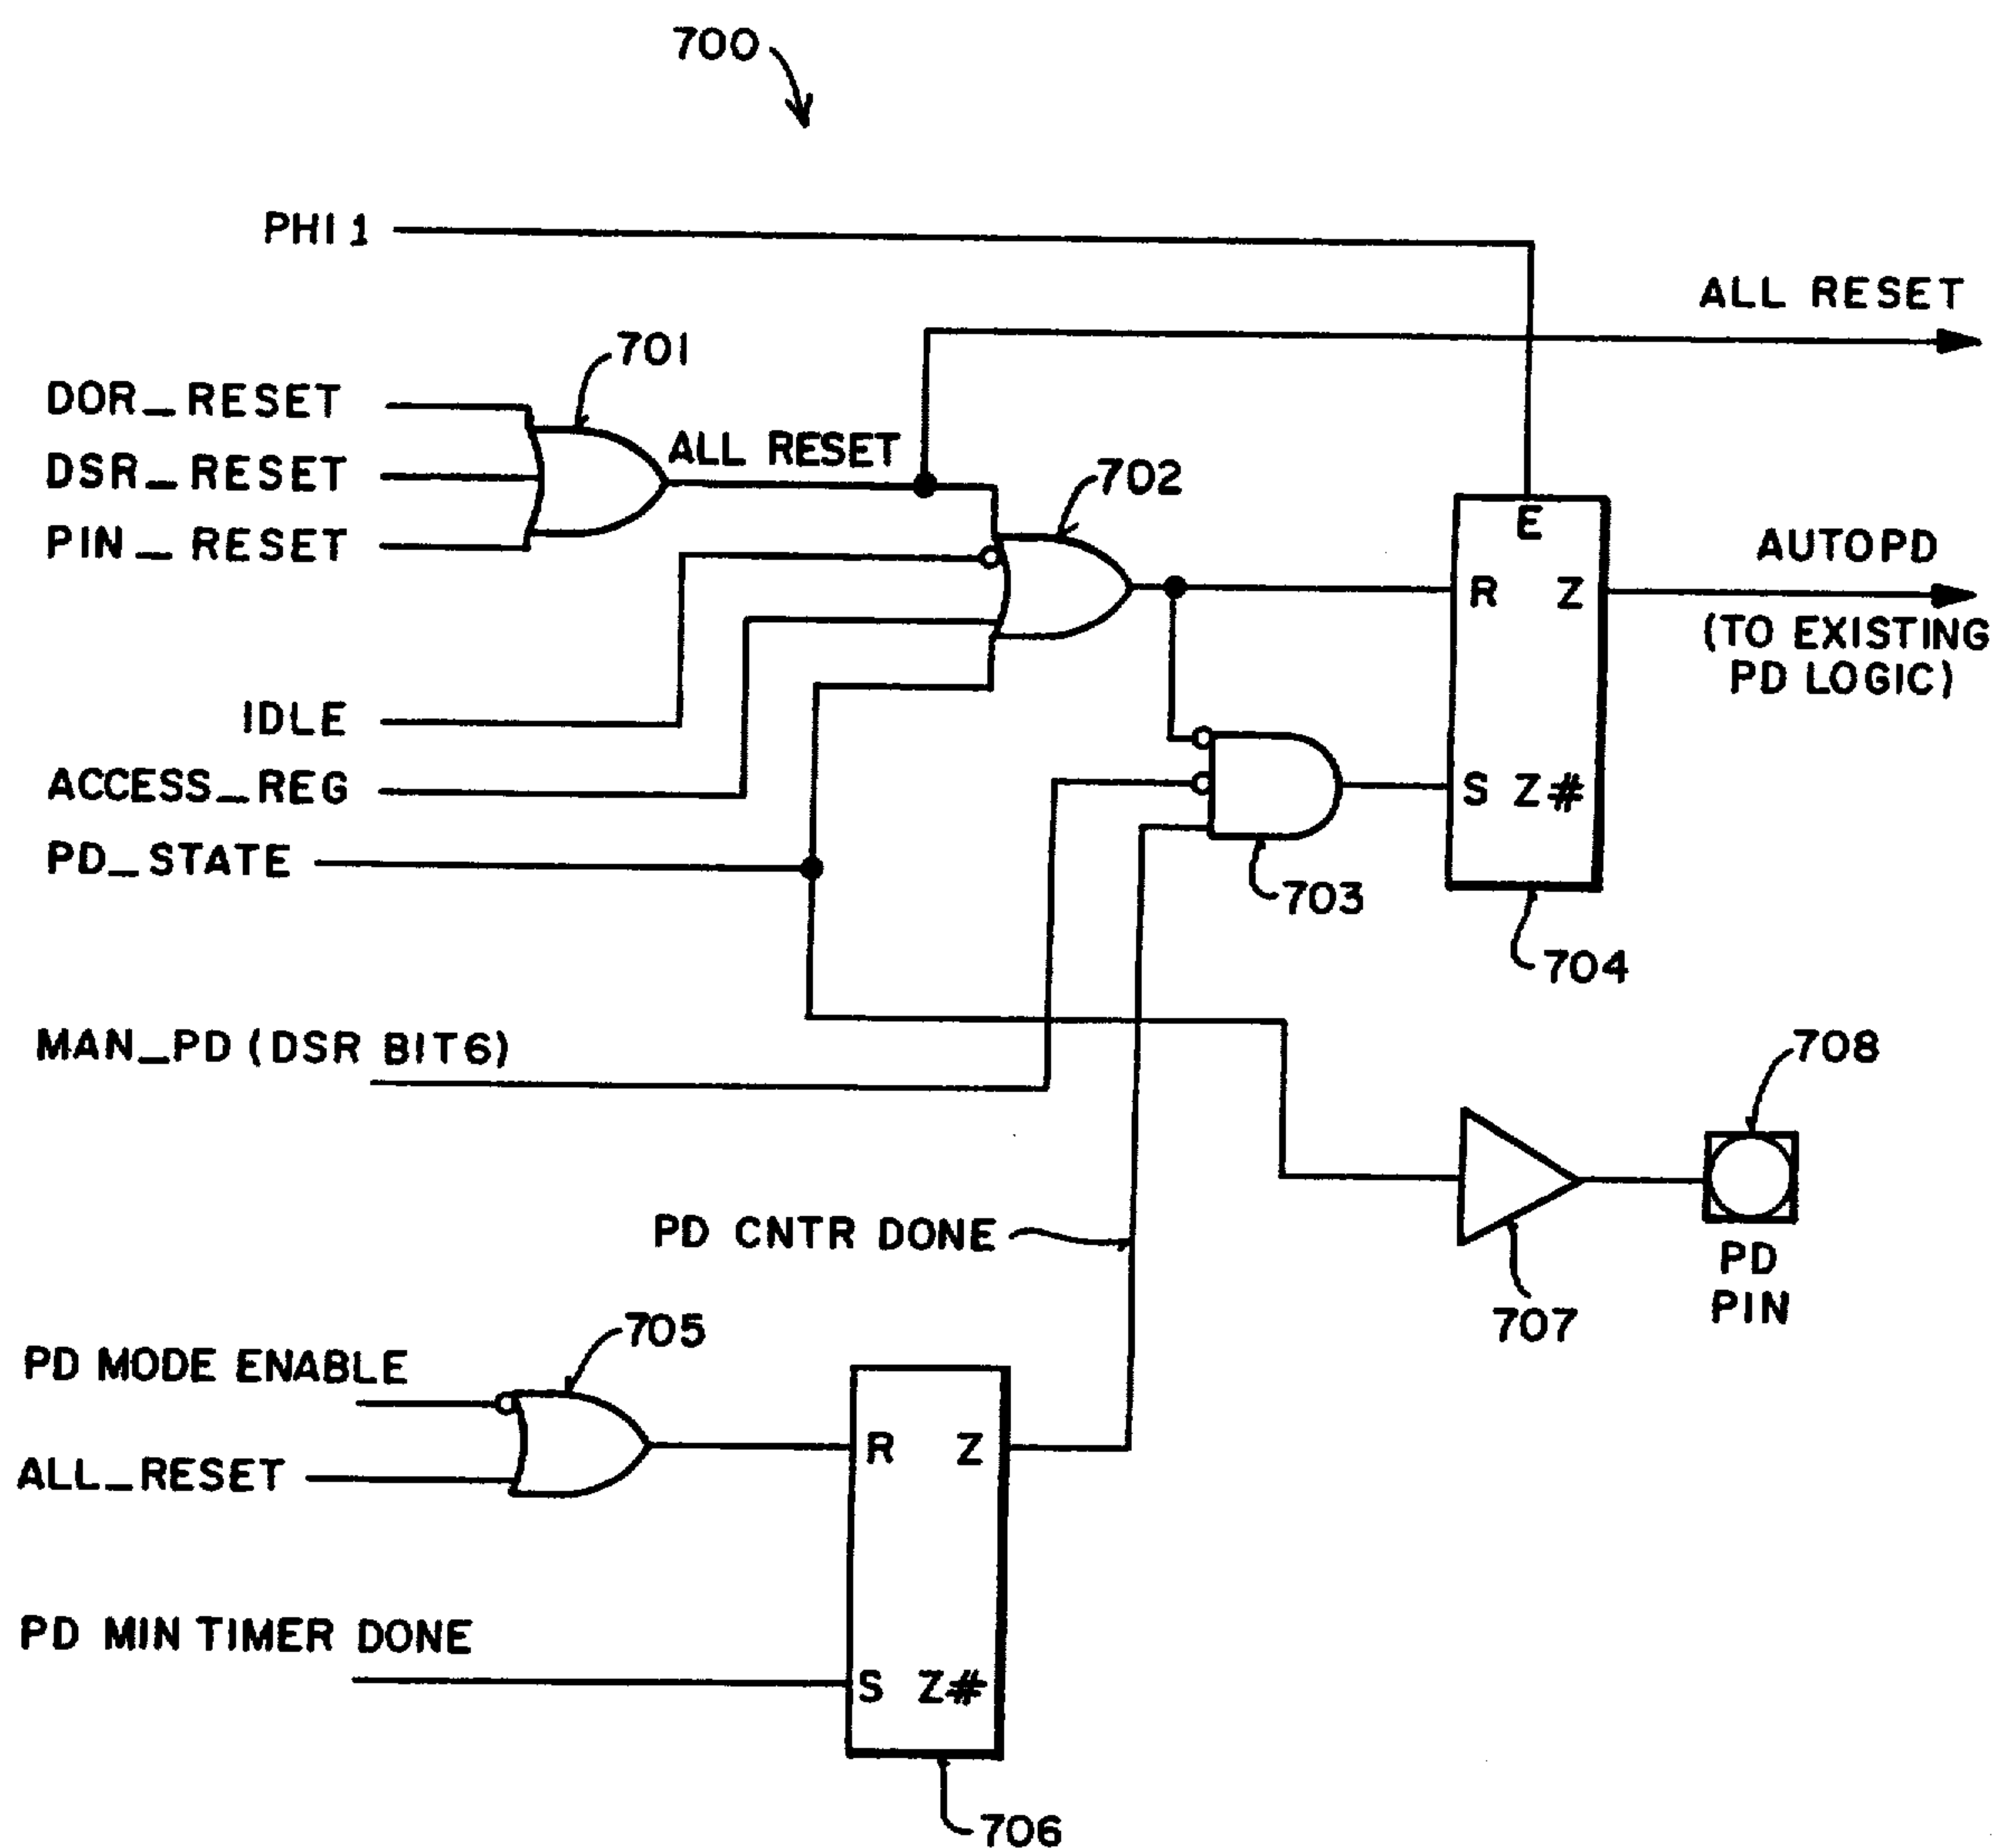 700
PHI 1
ALL RESET
701
DOR_RESET
ALL RESET
702
DSR_RESET
PIN_RESET
E
AUTOPD
R Z
(TO EXISTING
PD LOGIC)
IDLE
ACCESS_REG
S Z#
PD_STATE
703
704
MAN_PD (DSR BIT6)
708
PD CNTR DONE
PD
PIN
707
705
PD MODE ENABLE
R Z
ALL_RESET
PD MIN TIMER DONE
S Z#
706